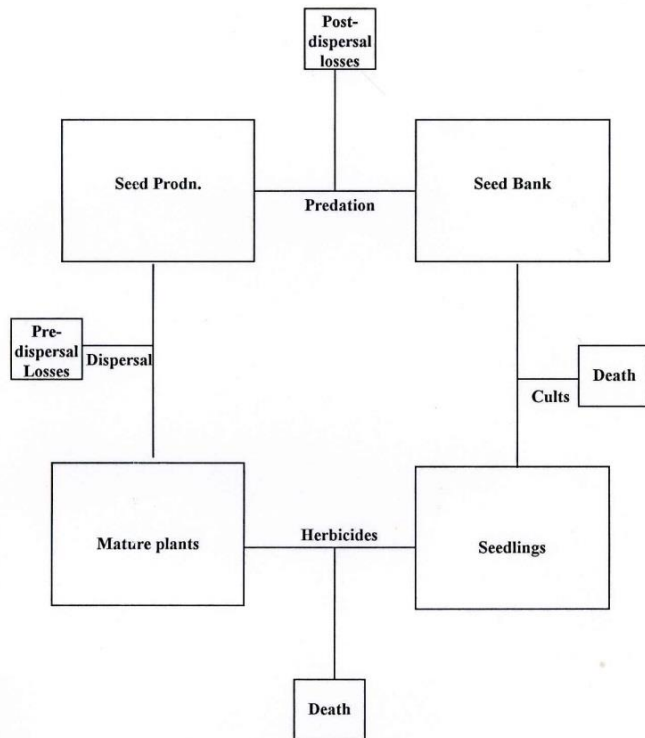 Post-
dispersal
losses
Seed Prodn.
Seed Bank
Predation
Pre-
dispersal
Losses
Dispersal
Death
Cults
Mature plants
Herbicides
Seedlings
Death